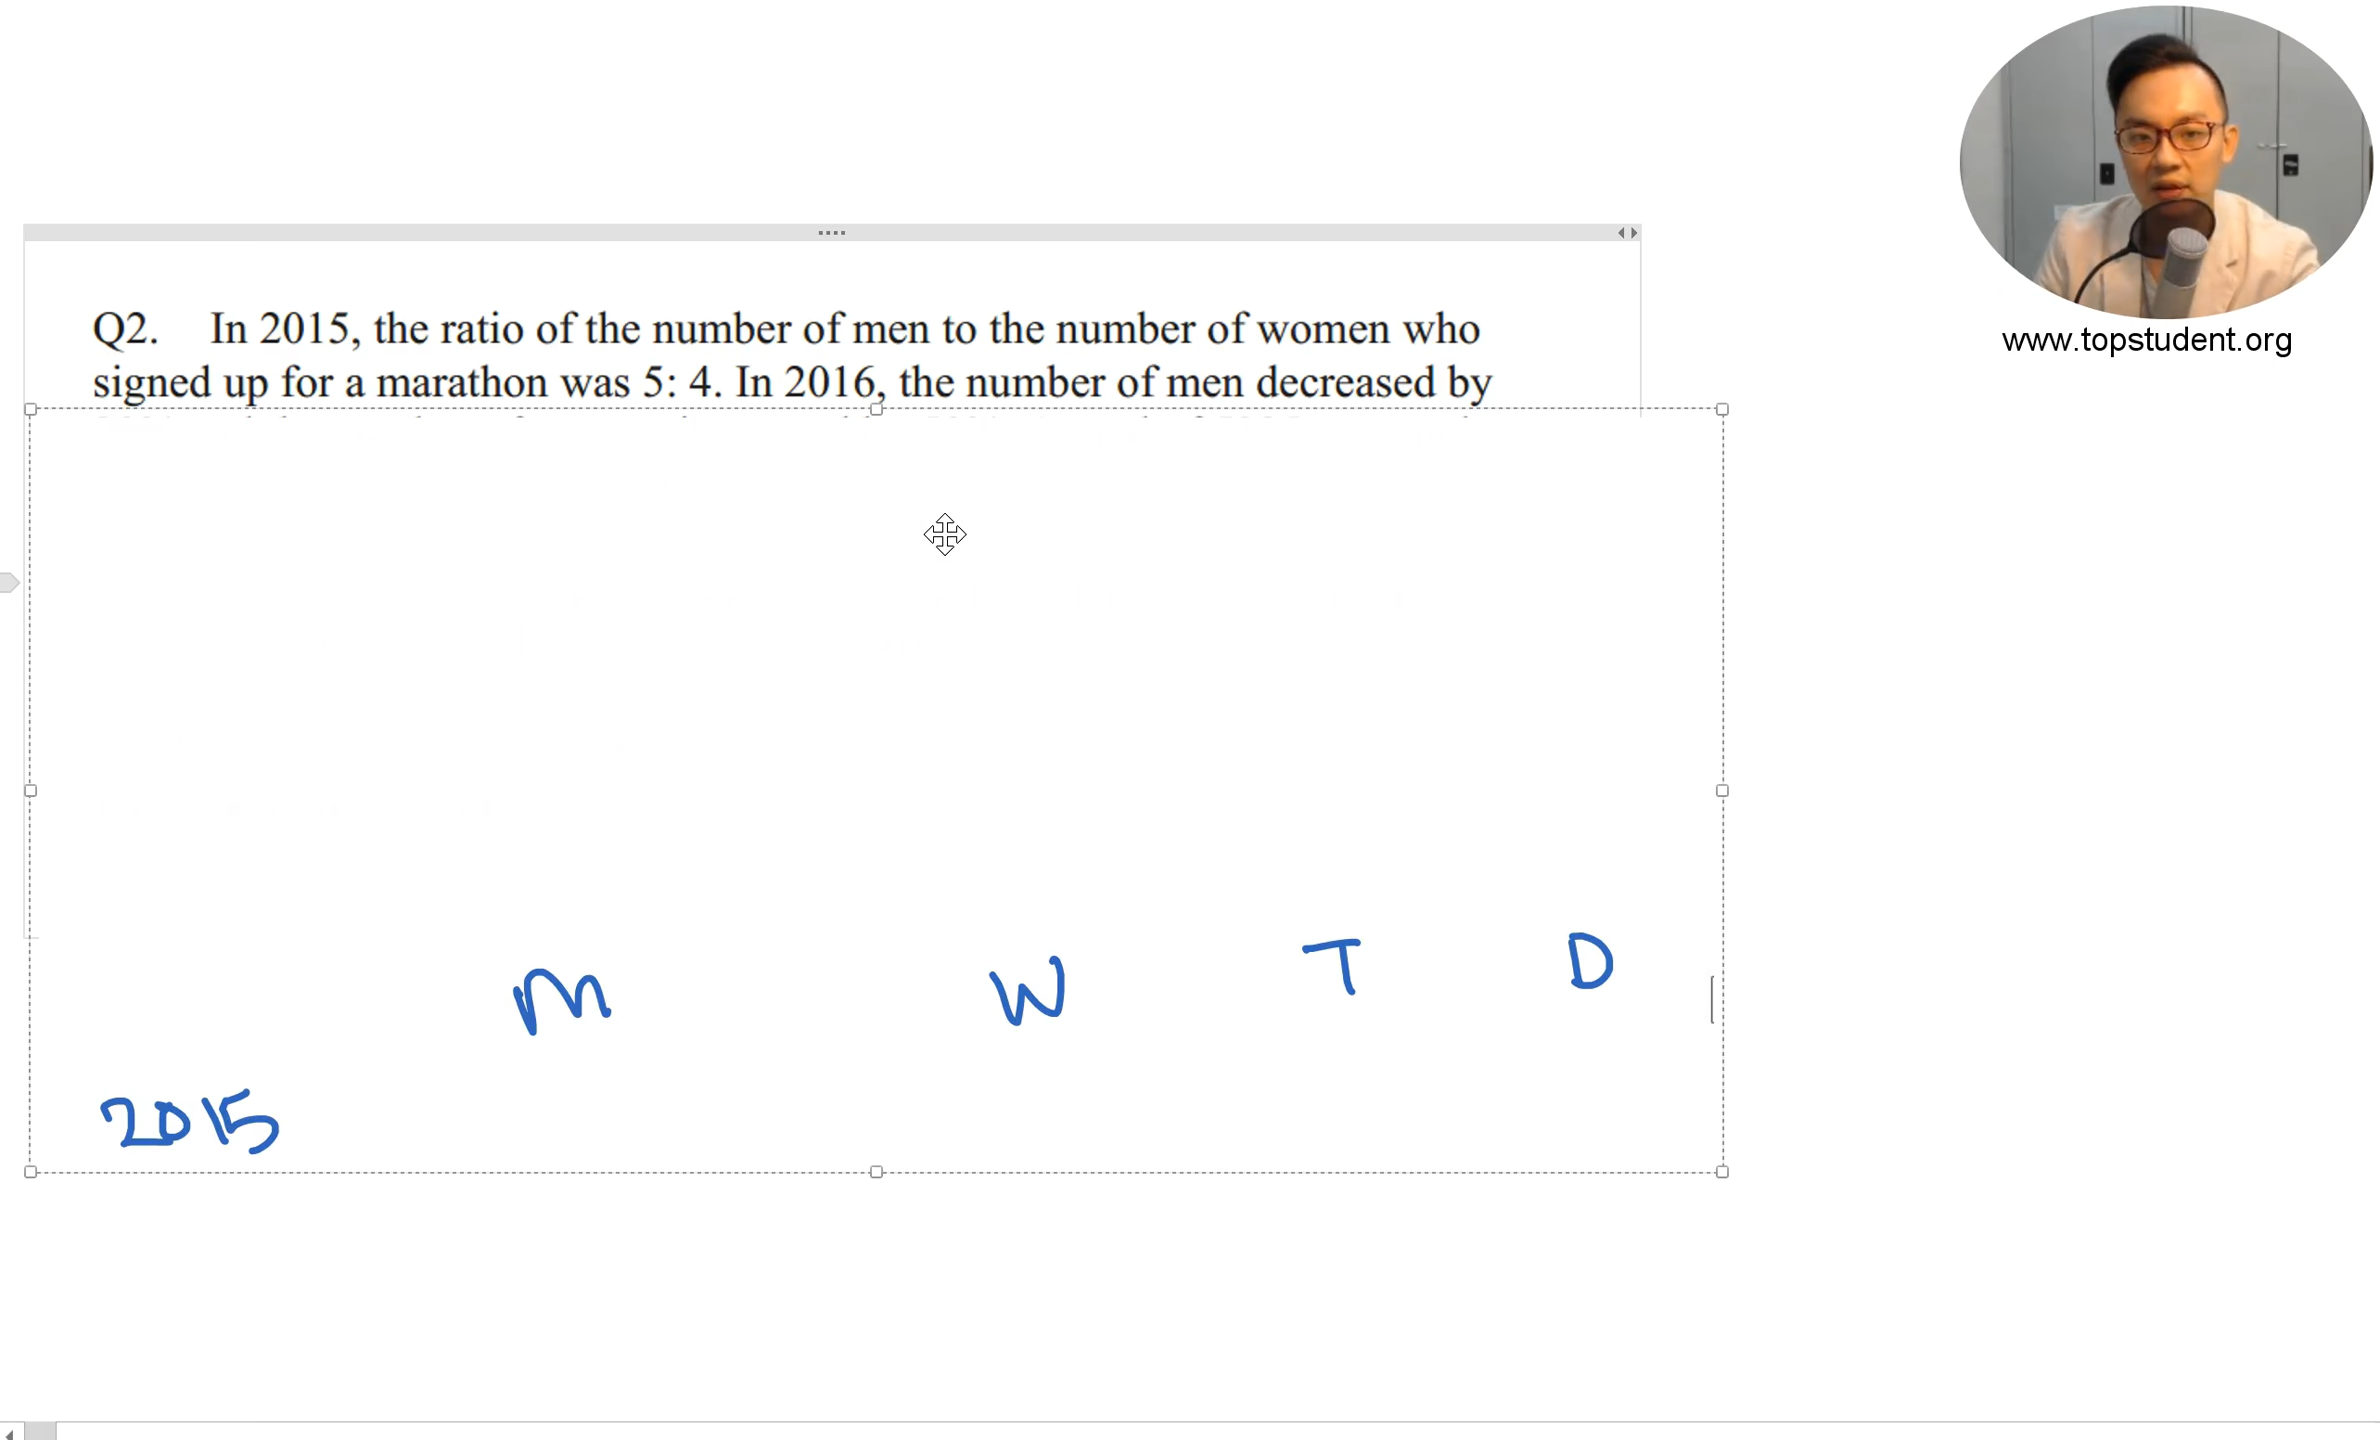 www.topstudent.org
Q2. In 2015, the ratio of the number of men to the number of women who
signed up for a marathon was 5: 4. In 2016, the number of men decreased by
M W T D
2015